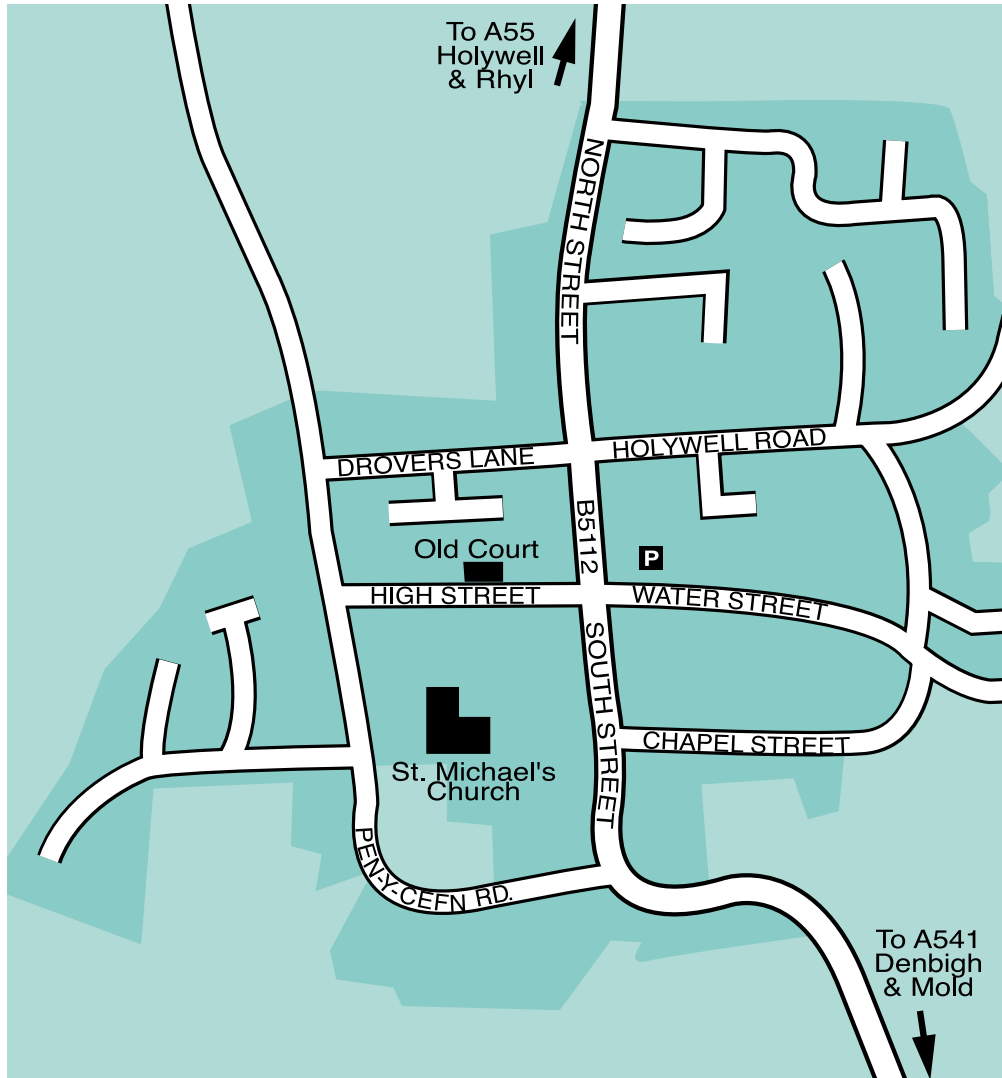 To A55
Holywell
& Rhyl
NORTH STREET
DROVERS LANE
HOLYWELL ROAD
B5112
Old Court
P
HIGH STREET
WATER STREET
SOUTH STREET
CHAPEL STREET
St. Michael's
Church
PEN-Y-CEFN RD.
To A541
Denbigh
& Mold